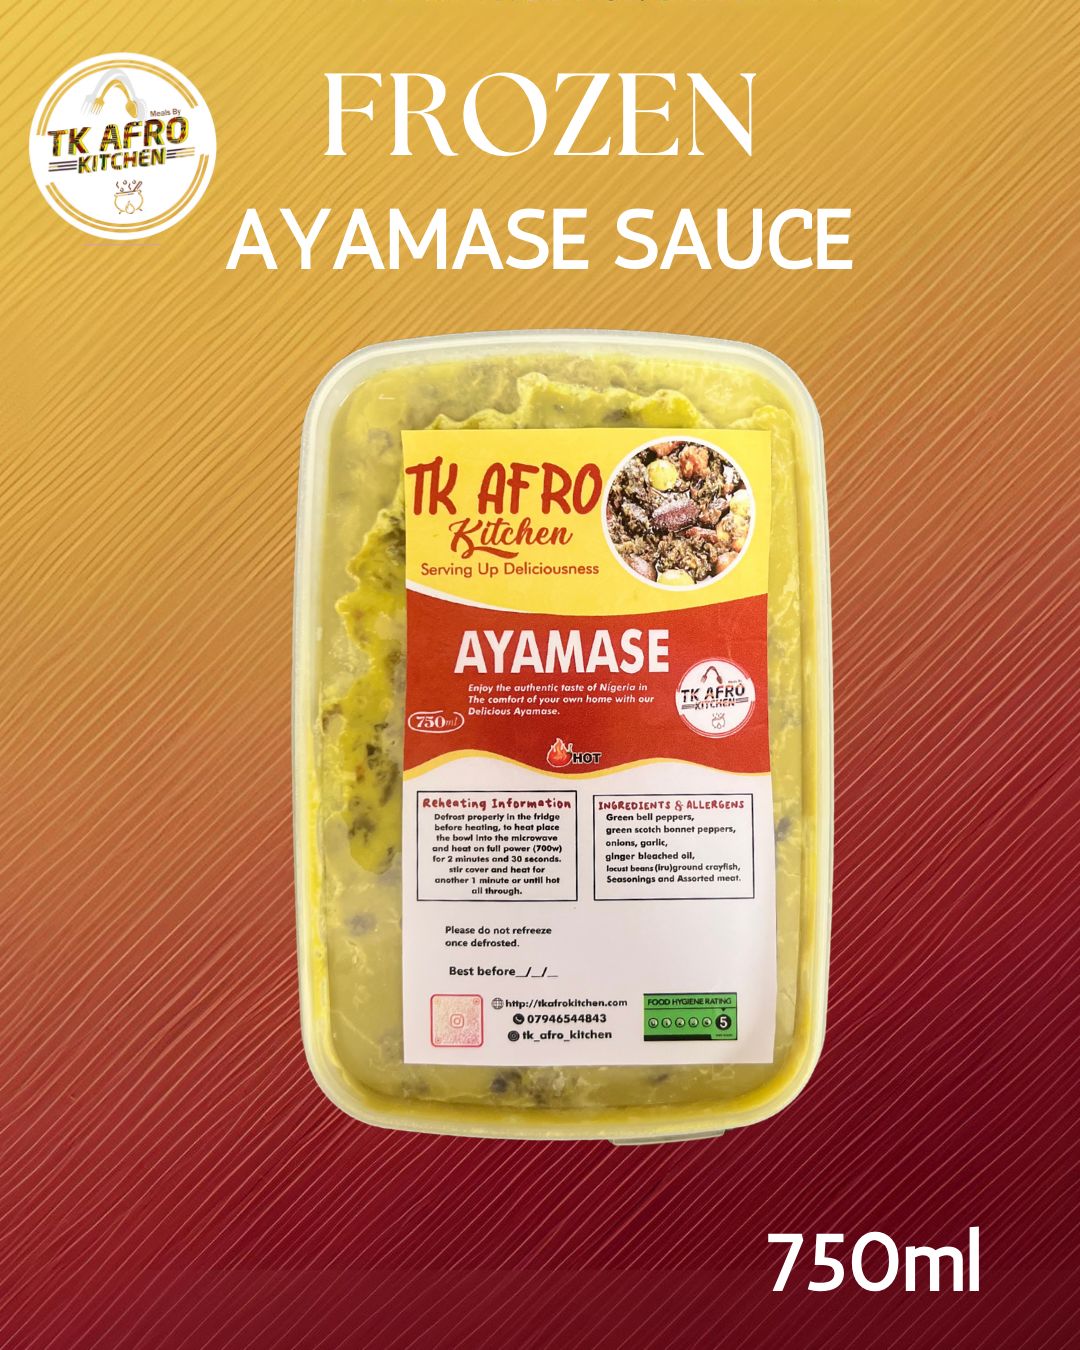 FROZEN
Meals By
TK AFRO
KITCHEN
AYAMASE SAUCE
TK AFRO
Kitchen
Serving Up Deliciousness
AYAMASE
Enjoy the authentic taste of Nigeria in
The comfort of your own home with our
Delicious Ayamase.
750ml
TK AFRO
KITCHEN
HOT
Reheating Information
Defrost properly in the fridge
before heating, to heat place
the bowl into the microwave
and heat on full power (700w)
for 2 minutes and 30 seconds.
stir cover and heat for
another 1 minute or until hot
all through.
INGREDIENTS & ALLERGENS
Green bell peppers,
green scotch bonnet peppers,
onions, garlic,
ginger bleached oil,
locust beans (iru)ground crayfish,
Seasonings and Assorted meat.
Please do not refreeze
once defrosted.
Best before_/_/_
http://tkafrokitchen.com
07946544843
tk_afro_kitchen
FOOD HYGIENE RATING
5
750ml